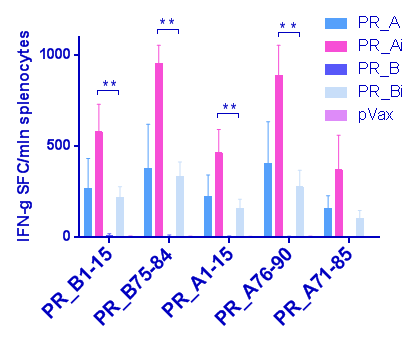 PR_A
PR_Ai
PR_B
PR_Bi
pVax
IFN-g SFC/mln splenocytes
1000
500
0
**
**
**
**
PR_B1-15
PR_B75-84
PR_A1-15
PR_A76-90
PR_A71-85